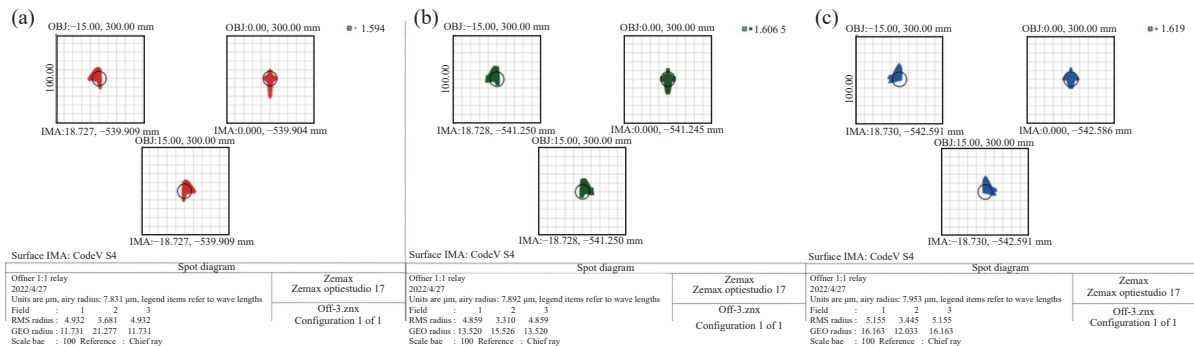 (a)
OBJ:−15.00, 300.00 mm
OBJ:0.00, 300.00 mm
1.594
100.00
IMA:18.727, −539.909 mm
IMA:0.000, −539.904 mm
OBJ:15.00, 300.00 mm
IMA:−18.727, −539.909 mm
Surface IMA: CodeV S4
Spot diagram
Offner 1:1 relay
2022/4/27
Units are μm, airy radius: 7.831 μm, legend items refer to wave lengths
Field : 1 2 3
RMS radius : 4.932 3.681 4.932
GEO radius : 11.731 21.277 11.731
Scale bae : 100 Reference : Chief ray
Zemax
Zemax optiestudio 17
Off-3.znx
Configuration 1 of 1
(b)
OBJ:−15.00, 300.00 mm
OBJ:0.00, 300.00 mm
1.606 5
100.00
IMA:18.728, −541.250 mm
IMA:0.000, −541.245 mm
OBJ:15.00, 300.00 mm
IMA:−18.728, −541.250 mm
Surface IMA: CodeV S4
Spot diagram
Offner 1:1 relay
2022/4/27
Units are μm, airy radius: 7.892 μm, legend items refer to wave lengths
Field : 1 2 3
RMS radius : 4.859 3.310 4.859
GEO radius : 13.520 15.526 13.520
Scale bae : 100 Reference : Chief ray
Zemax
Zemax optiestudio 17
Off-3.znx
Configuration 1 of 1
(c)
OBJ:−15.00, 300.00 mm
OBJ:0.00, 300.00 mm
1.619
100.00
IMA:18.730, −542.591 mm
IMA:0.000, −542.586 mm
OBJ:15.00, 300.00 mm
IMA:−18.730, −542.591 mm
Surface IMA: CodeV S4
Spot diagram
Offner 1:1 relay
2022/4/27
Units are μm, airy radius: 7.953 μm, legend items refer to wave lengths
Field : 1 2 3
RMS radius : 5.155 3.445 5.155
GEO radius : 16.163 12.033 16.163
Scale bae : 100 Reference : Chief ray
Zemax
Zemax optiestudio 17
Off-3.znx
Configuration 1 of 1